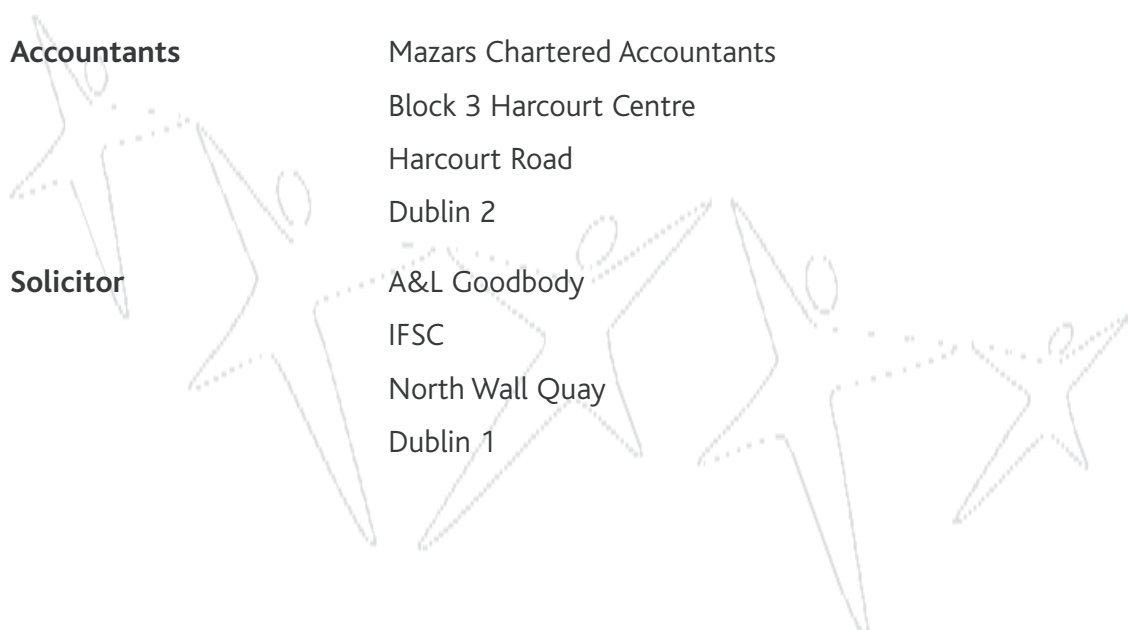 Accountants Mazars Chartered Accountants
Block 3 Harcourt Centre
Harcourt Road
Dublin 2
Solicitor A&L Goodbody
IFSC
North Wall Quay
Dublin 1